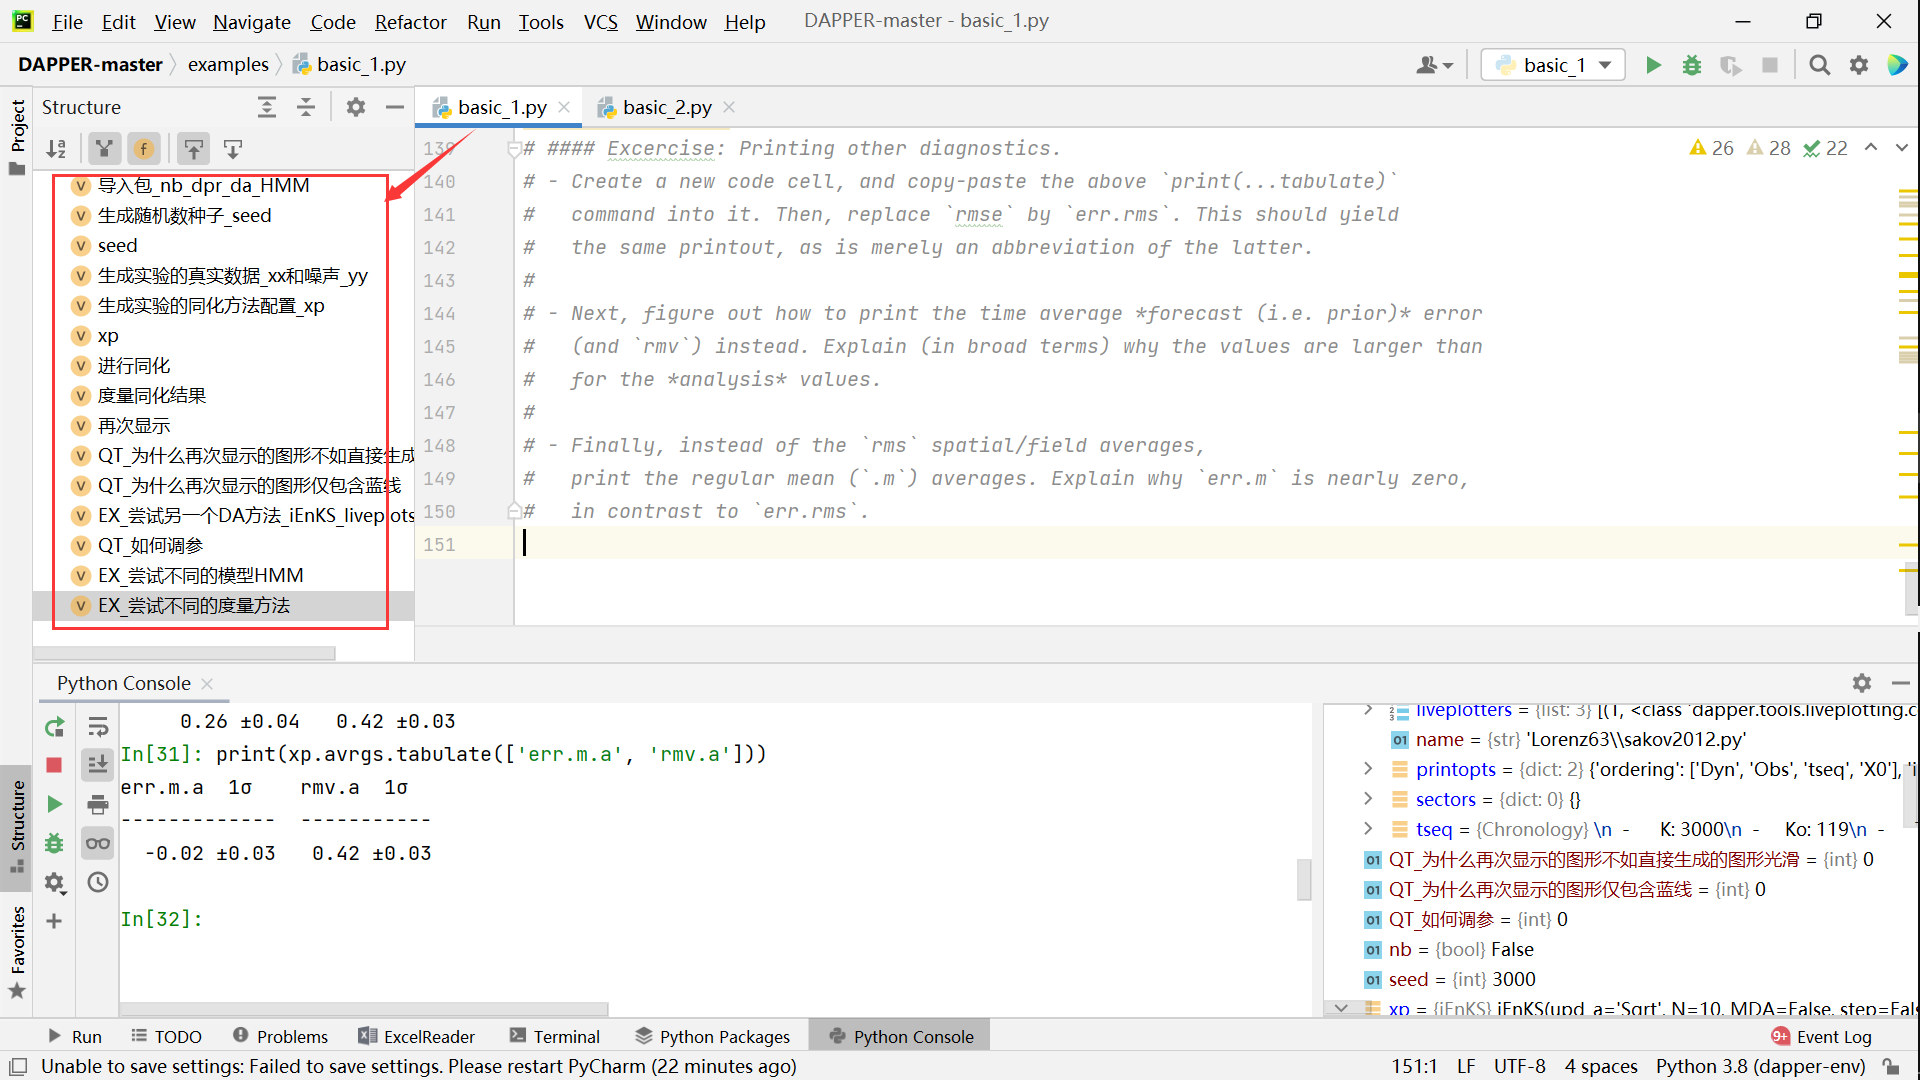 File Edit View Navigate Code Refactor Run Tools VCS Window Help DAPPER-master - basic_1.py
DAPPER-master examples basic_1.py basic_1
Structure
basic_1.py
basic_2.py
Project
导入包_nb_dpr_da_HMM
生成随机数种子_seed
seed
生成实验的真实数据_xx和噪声_yy
生成实验的同化方法配置_xp
xp
进行同化
度量同化结果
再次显示
QT_为什么再次显示的图形不如直接生成
QT_为什么再次显示的图形仅包含蓝线
EX_尝试另一个DA方法_iEnKS_liveplots
QT_如何调参
EX_尝试不同的模型HMM
EX_尝试不同的度量方法
26 28 22
139 # #### Excercise: Printing other diagnostics.
140 # - Create a new code cell, and copy-paste the above `print(...tabulate)`
141 #   command into it. Then, replace `rmse` by `err.rms`. This should yield
142 #   the same printout, as is merely an abbreviation of the latter.
143 #
144 # - Next, figure out how to print the time average *forecast (i.e. prior)* error
145 #   (and `rmv`) instead. Explain (in broad terms) why the values are larger than
146 #   for the *analysis* values.
147 #
148 # - Finally, instead of the `rms` spatial/field averages,
149 #   print the regular mean (`.m`) averages. Explain why `err.m` is nearly zero,
150 #   in contrast to `err.rms`.
151
Python Console
0.26 ±0.04   0.42 ±0.03
In[31]: print(xp.avrgs.tabulate(['err.m.a', 'rmv.a']))
err.m.a  1σ    rmv.a  1σ
-------------  -----------
-0.02 ±0.03   0.42 ±0.03
In[32]:
liveplotters = {list: 3} [(1, <class 'dapper.tools.liveplotting.c
name = {str} 'Lorenz63\\sakov2012.py'
printopts = {dict: 2} {'ordering': ['Dyn', 'Obs', 'tseq', 'X0'], 'i
sectors = {dict: 0} {}
tseq = {Chronology} \n  -    K: 3000\n  -    Ko: 119\n  -
QT_为什么再次显示的图形不如直接生成的图形光滑 = {int} 0
QT_为什么再次显示的图形仅包含蓝线 = {int} 0
QT_如何调参 = {int} 0
nb = {bool} False
seed = {int} 3000
xp = {iEnKS} iEnKS(upd_a='Sqrt', N=10, MDA=False, step=Fals
Structure
Favorites
Run TODO Problems ExcelReader Terminal Python Packages Python Console 9+ Event Log
Unable to save settings: Failed to save settings. Please restart PyCharm (22 minutes ago) 151:1 LF UTF-8 4 spaces Python 3.8 (dapper-env)